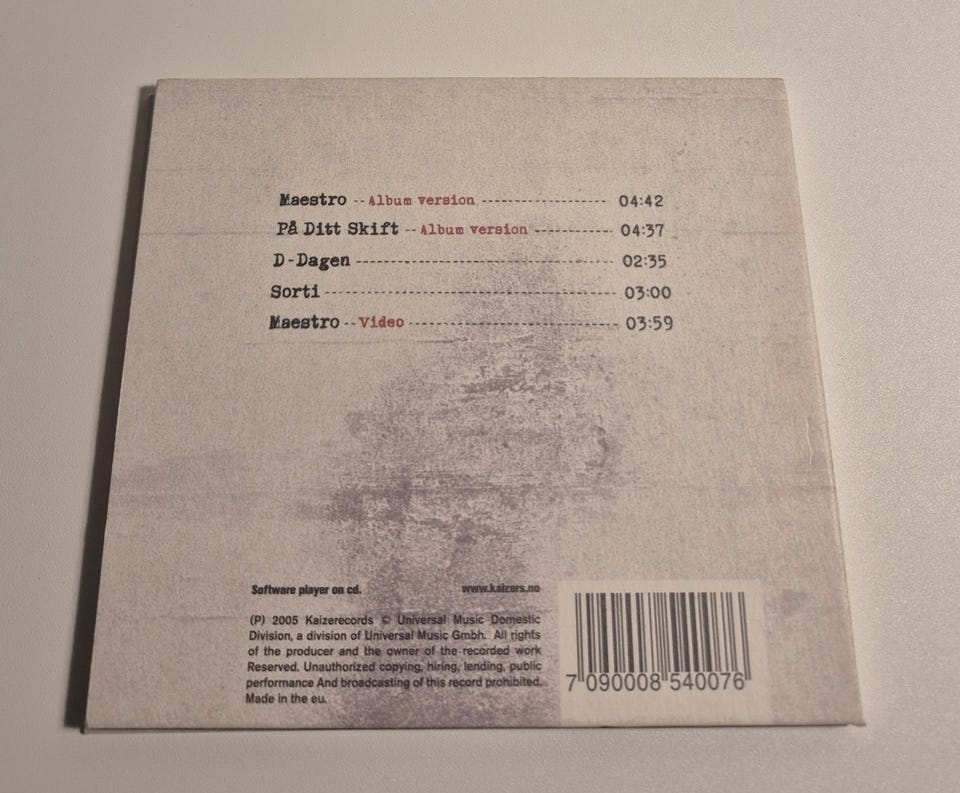 Maestro -- Album version ---------------- 04:42
På Ditt Skift -- Album version ---------- 04:37
D-Dagen --------------------------------- 02:35
Sorti ------------------------------------- 03:00
Maestro -- Video --------------------------- 03:59
Software player on cd. www.kaizers.no
(P) 2005 Kaizerecords © Universal Music Domestic
Division, a division of Universal Music Gmbh. All rights
of the producer and the owner of the recorded work
Reserved. Unauthorized copying, hiring, lending, public
performance And broadcasting of this record prohibited.
Made in the eu.
7 090008 540076